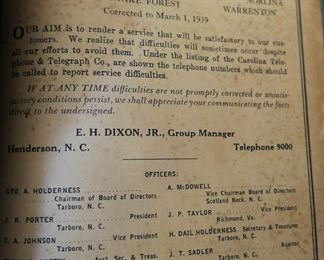 WAKE FOREST
NORLINA
WARRENTON
Corrected to March 1, 1939
OUR AIM is to render a service that will be satisfactory to our cus-
tomers. We realize that difficulties will sometimes occur despite
all our efforts to avoid them. Under the listing of the Carolina Tele-
phone & Telegraph Co., are shown the telephone numbers which should
be called to report service difficulties.
IF AT ANY TIME difficulties are not promptly corrected or unsatis-
factory conditions persist, we shall appreciate your communicating the facts
direct to the undersigned.
E. H. DIXON, JR., Group Manager
Henderson, N. C.
Telephone 9000
OFFICERS:
GEO. A. HOLDERNESS
Chairman of Board of Directors
Tarboro, N. C.
J. R. PORTER President
Tarboro, N. C.
C. A. JOHNSON Vice President
Tarboro, N. C.
Asst. Sec. & Treas.
A. McDOWELL
Vice Chairman Board of Directors
Scotland Neck, N. C.
J. P. TAYLOR Vice President
Richmond, Va.
H. DAIL HOLDERNESS, Secretary & Treasurer
Tarboro, N. C.
J. T. SADLER Auditor
Tarboro, N. C.